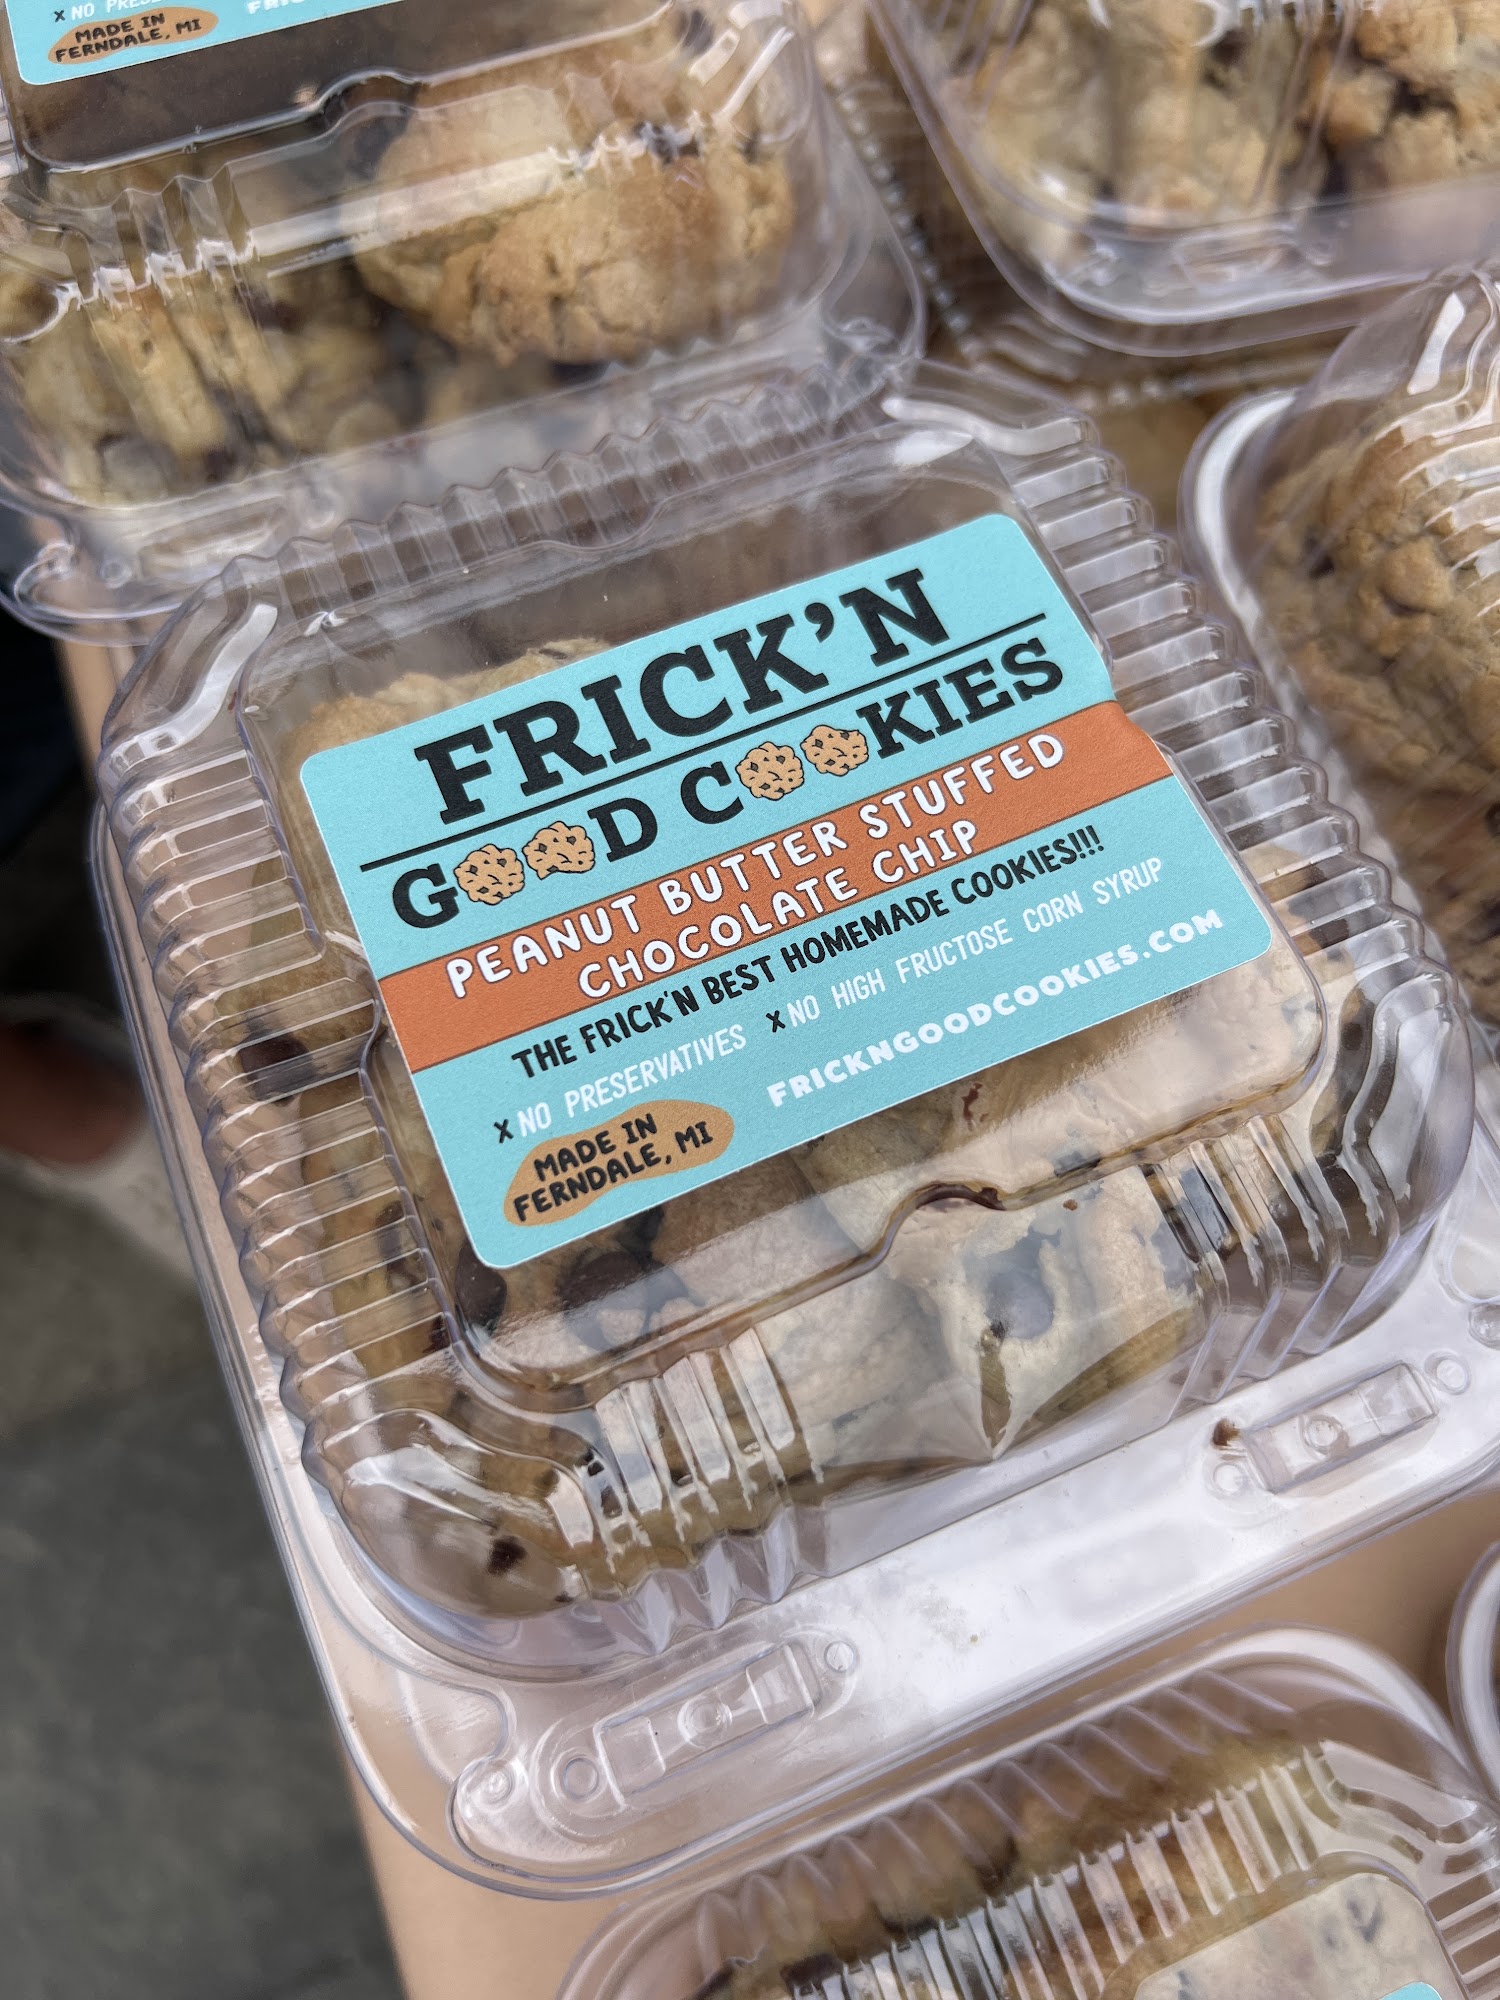 NO
MADE IN
FERNDALE, MI
FRICK'N
GOOD COOKIES
PEANUT BUTTER STUFFED
CHOCOLATE CHIP
THE FRICK'N BEST HOMEMADE COOKIES!!!
x NO PRESERVATIVES x NO HIGH FRUCTOSE CORN SYRUP
FRICKNGOODCOOKIES.COM
MADE IN
FERNDALE, MI